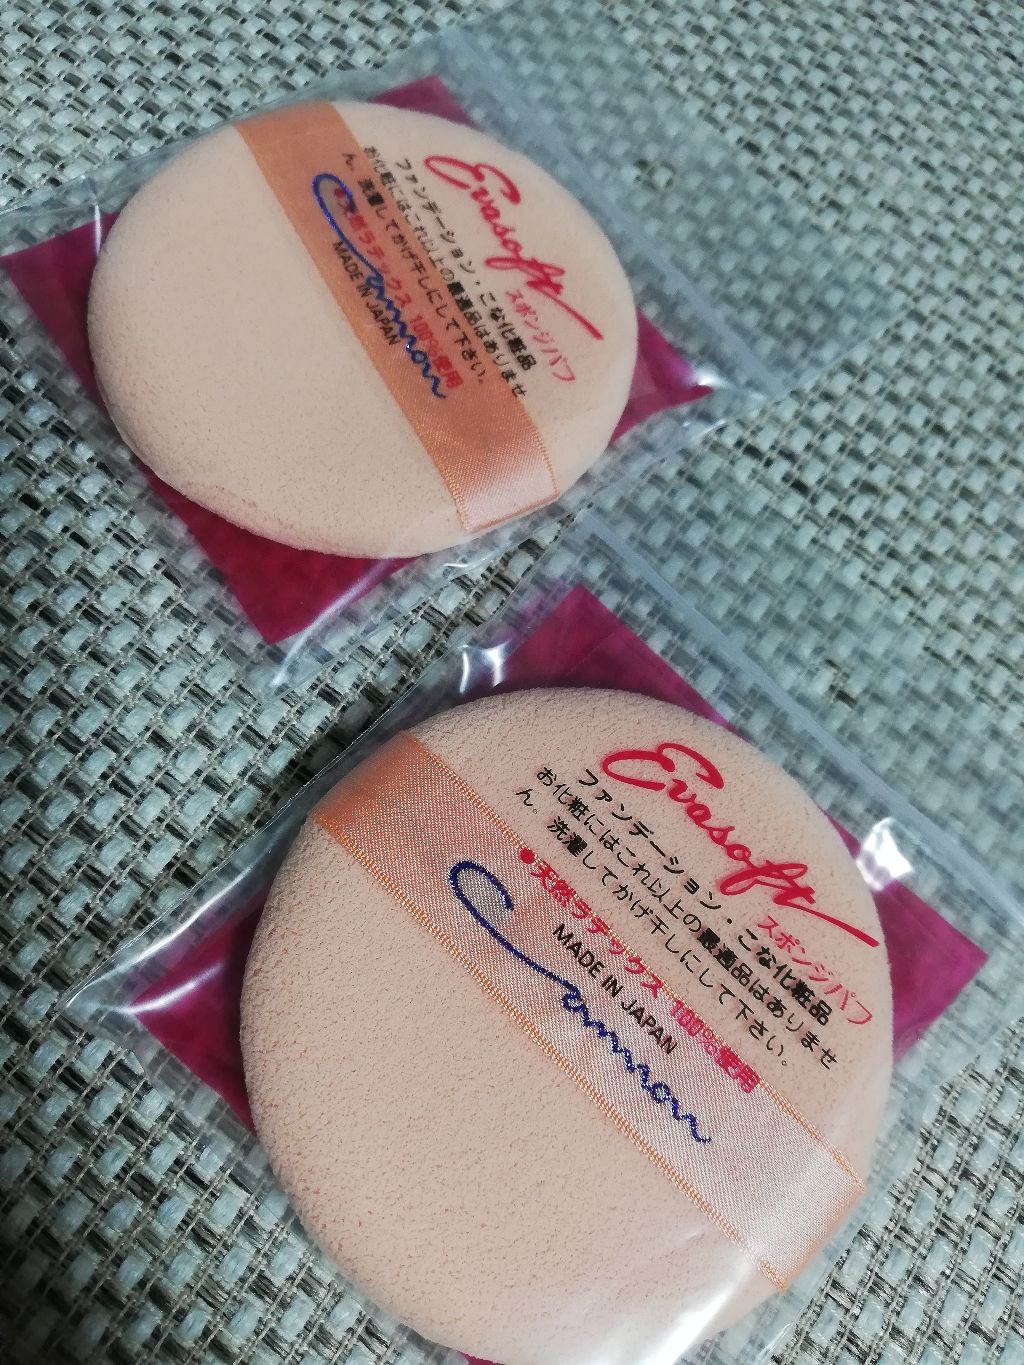 Evasoft
スポンジパフ
ファンデーション・こな化粧品
お化粧にはこれ以上の最適品はありませ
ん。洗濯してかげ干しにして下さい。
●天然ラテックス 100%使用
MADE IN JAPAN
Cannon
Evasoft
スポンジパフ
ファンデーション・こな化粧品
お化粧にはこれ以上の最適品はありませ
ん。洗濯してかげ干しにして下さい。
●天然ラテックス 100%使用
MADE IN JAPAN
Cannon